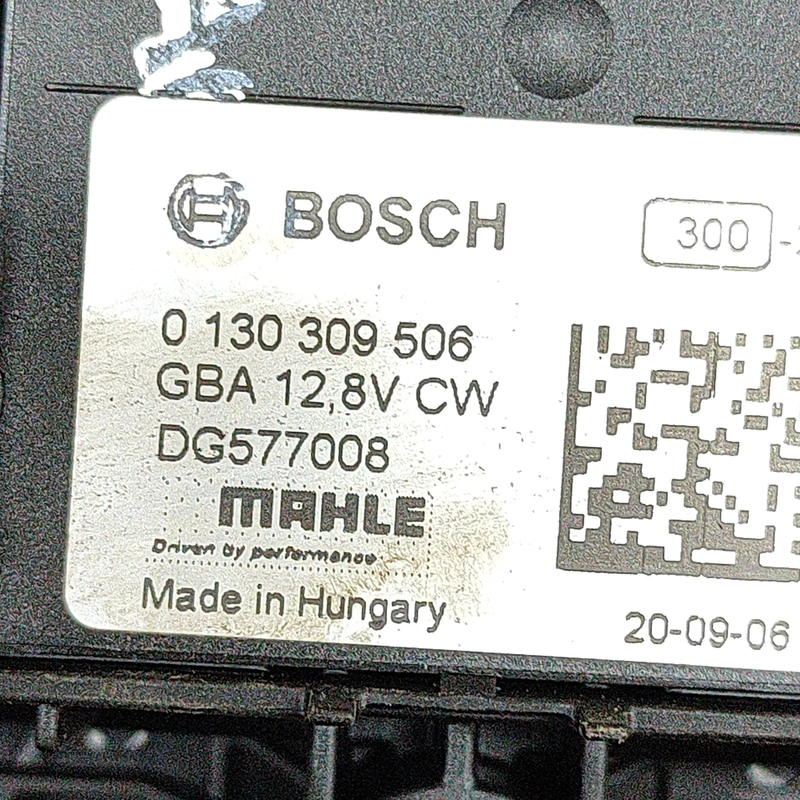 BOSCH
300
0 130 309 506
GBA 12,8V CW
DG577008
MAHLE
Driven by performance
Made in Hungary
20-09-06